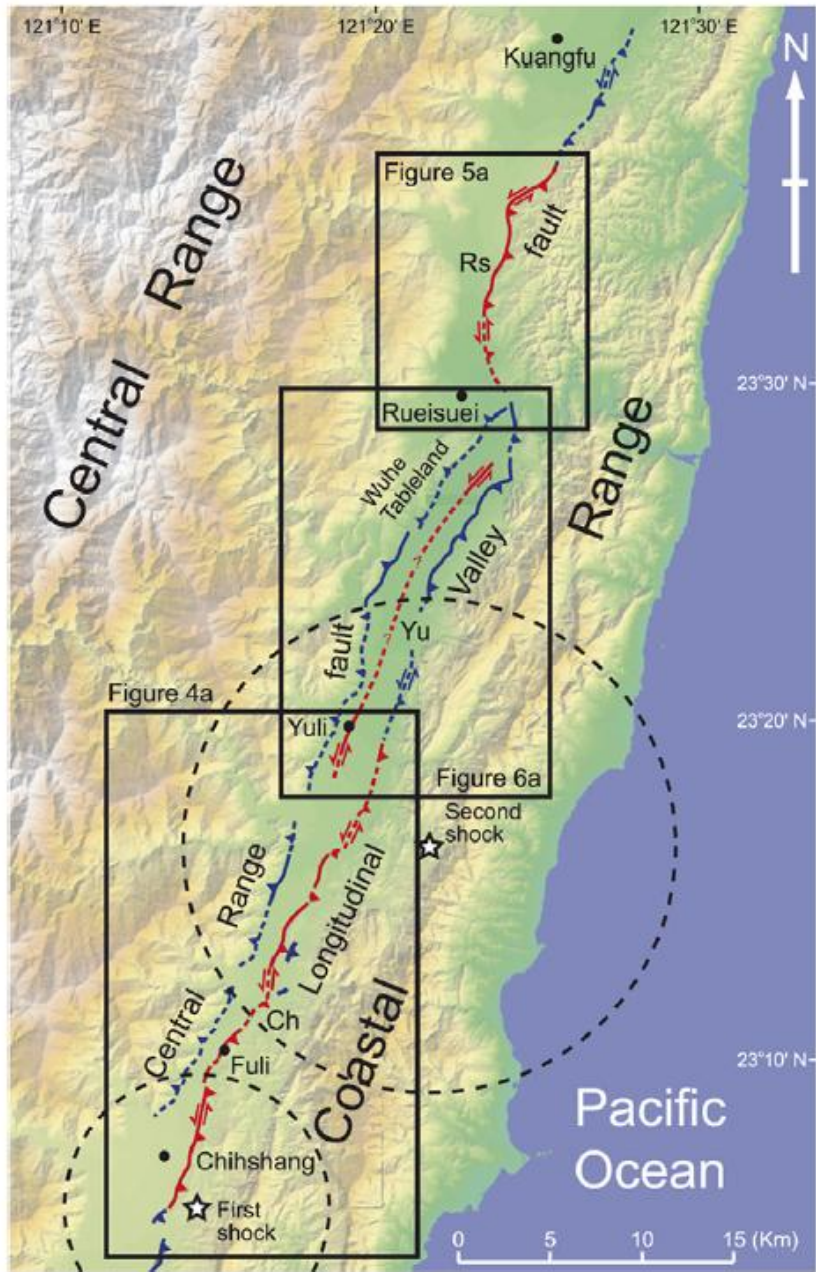 121°10' E
121°20' E
121°30' E
N
Kuangfu
Figure 5a
fault
Rs
Central Range
23°30' N
Rueisuei
Wuhe
Tableland
Range
Valley
Yu
fault
Figure 4a
Yuli
23°20' N
Figure 6a
Second
shock
Range
Longitudinal
Ch
Central
Fuli
Coastal
23°10' N
Pacific
Ocean
Chihshang
First
shock
0 5 10 15 (Km)